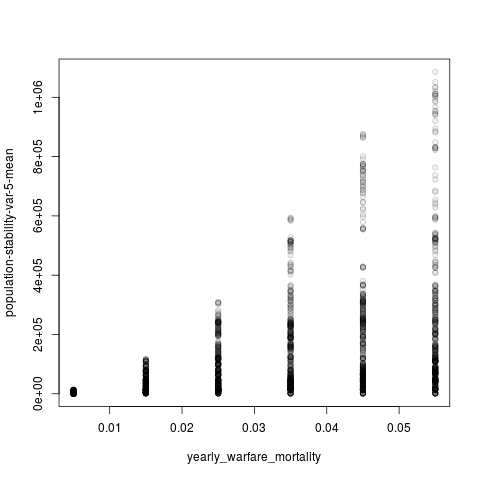 population-stability-var-5-mean
1e+06
8e+05
6e+05
4e+05
2e+05
0e+00
0.01 0.02 0.03 0.04 0.05
yearly_warfare_mortality